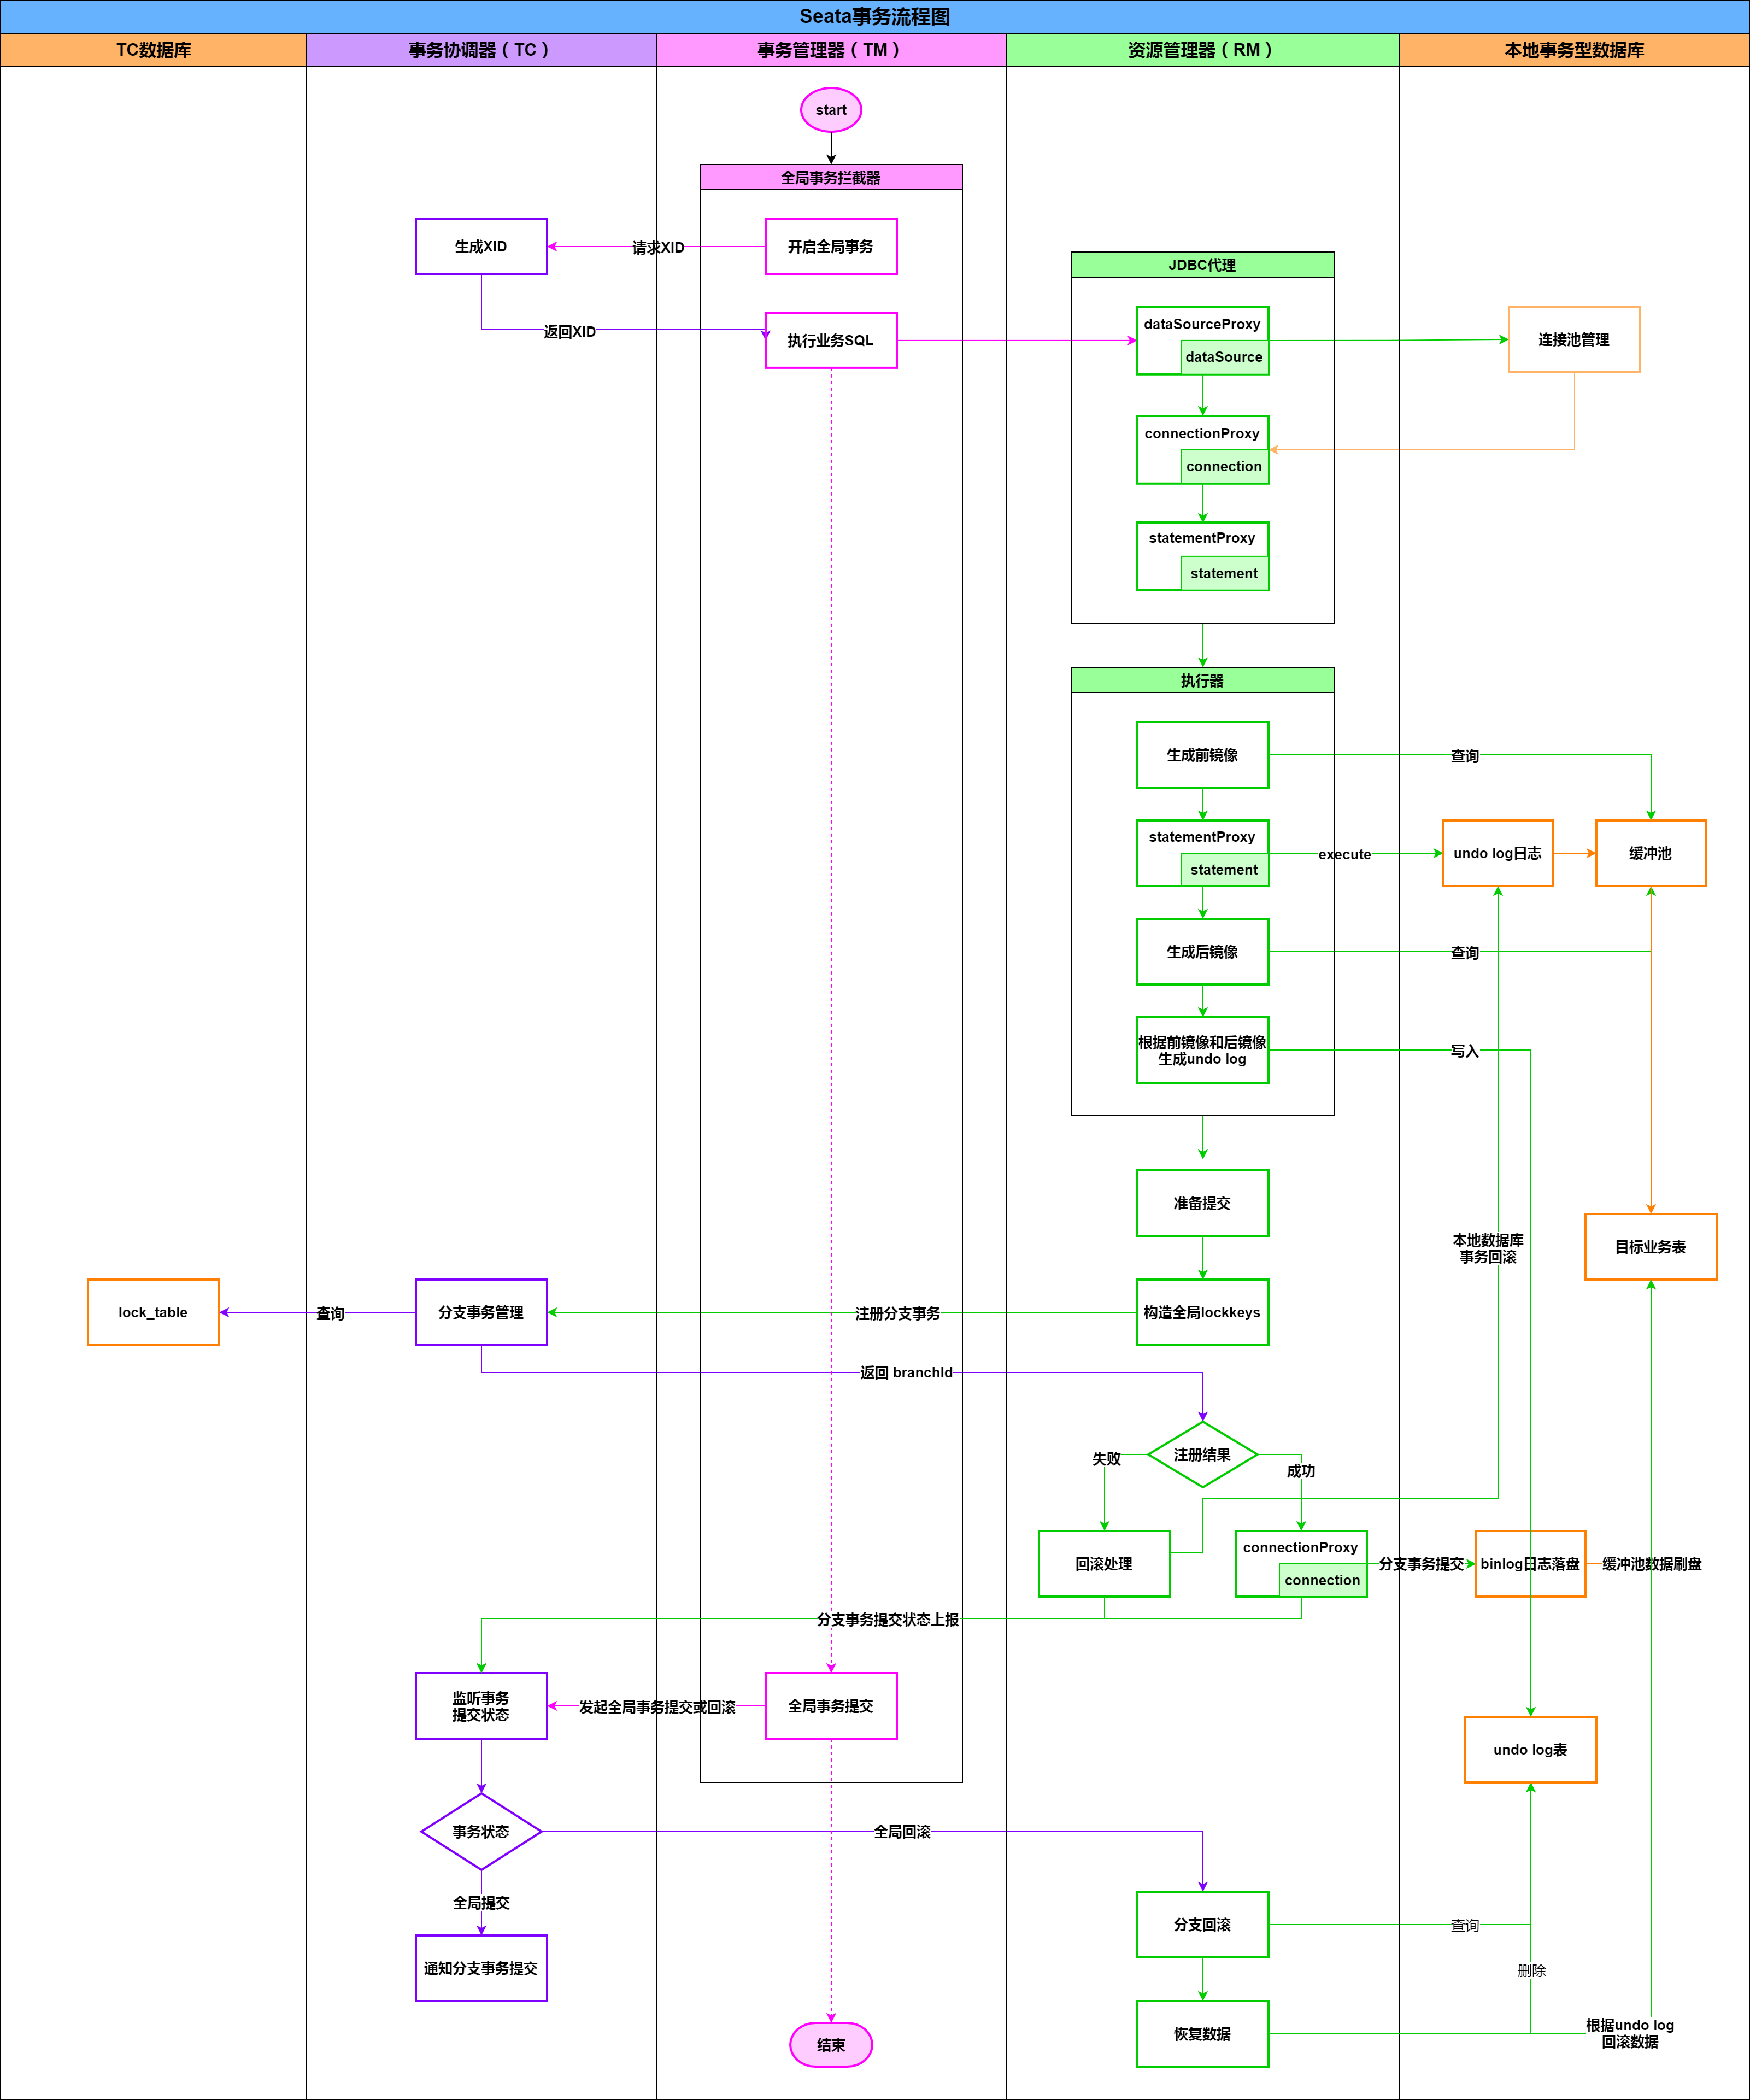 Seata事务流程图
TC数据库
事务协调器（TC）
事务管理器（TM）
资源管理器（RM）
本地事务型数据库
start
全局事务拦截器
生成XID
请求XID
开启全局事务
JDBC代理
返回XID
执行业务SQL
dataSourceProxy
dataSource
连接池管理
connectionProxy
connection
statementProxy
statement
执行器
生成前镜像
查询
statementProxy
statement
execute
undo log日志
缓冲池
生成后镜像
查询
根据前镜像和后镜像
生成undo log
写入
准备提交
本地数据库
事务回滚
目标业务表
lock_table
查询
分支事务管理
注册分支事务
构造全局lockkeys
返回 branchId
注册结果
失败
成功
回滚处理
connectionProxy
connection
分支事务提交
binlog日志落盘
缓冲池数据刷盘
分支事务提交状态上报
监听事务
提交状态
发起全局事务提交或回滚
全局事务提交
undo log表
事务状态
全局回滚
全局提交
分支回滚
查询
通知分支事务提交
删除
恢复数据
根据undo log
回滚数据
结束